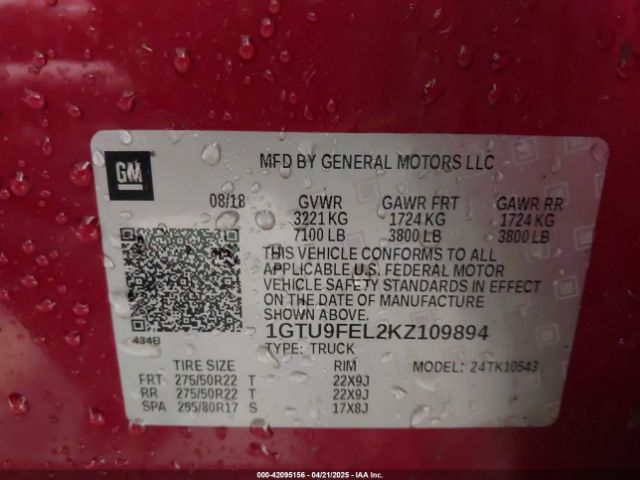 GM
MFD BY GENERAL MOTORS LLC
08/18 GVWR GAWR FRT GAWR RR
3221 KG 1724 KG 1724 KG
7100 LB 3800 LB 3800 LB
THIS VEHICLE CONFORMS TO ALL
APPLICABLE U.S. FEDERAL MOTOR
VEHICLE SAFETY STANDARDS IN EFFECT
ON THE DATE OF MANUFACTURE
SHOWN ABOVE.
434B 1GTU9FEL2KZ109894
TYPE: TRUCK
TIRE SIZE RIM MODEL: 24TK10543
FRT 275/50R22 T 22X9J
RR 275/50R22 T 22X9J
SPA 255/80R17 S 17X8J
000-42095156 - 04/21/2025 - IAA Inc.